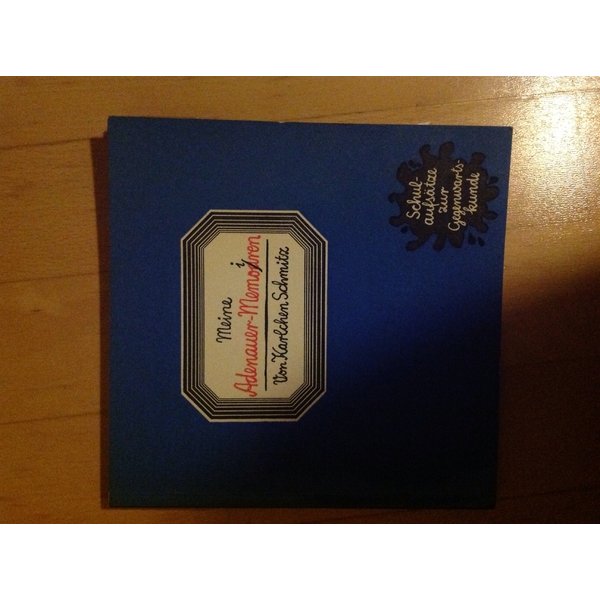 Meine
Adenauer-Memoiren
Von Karlchen Schmitz
Schul-
aufsätze
zur
Gegenwarts-
kunde